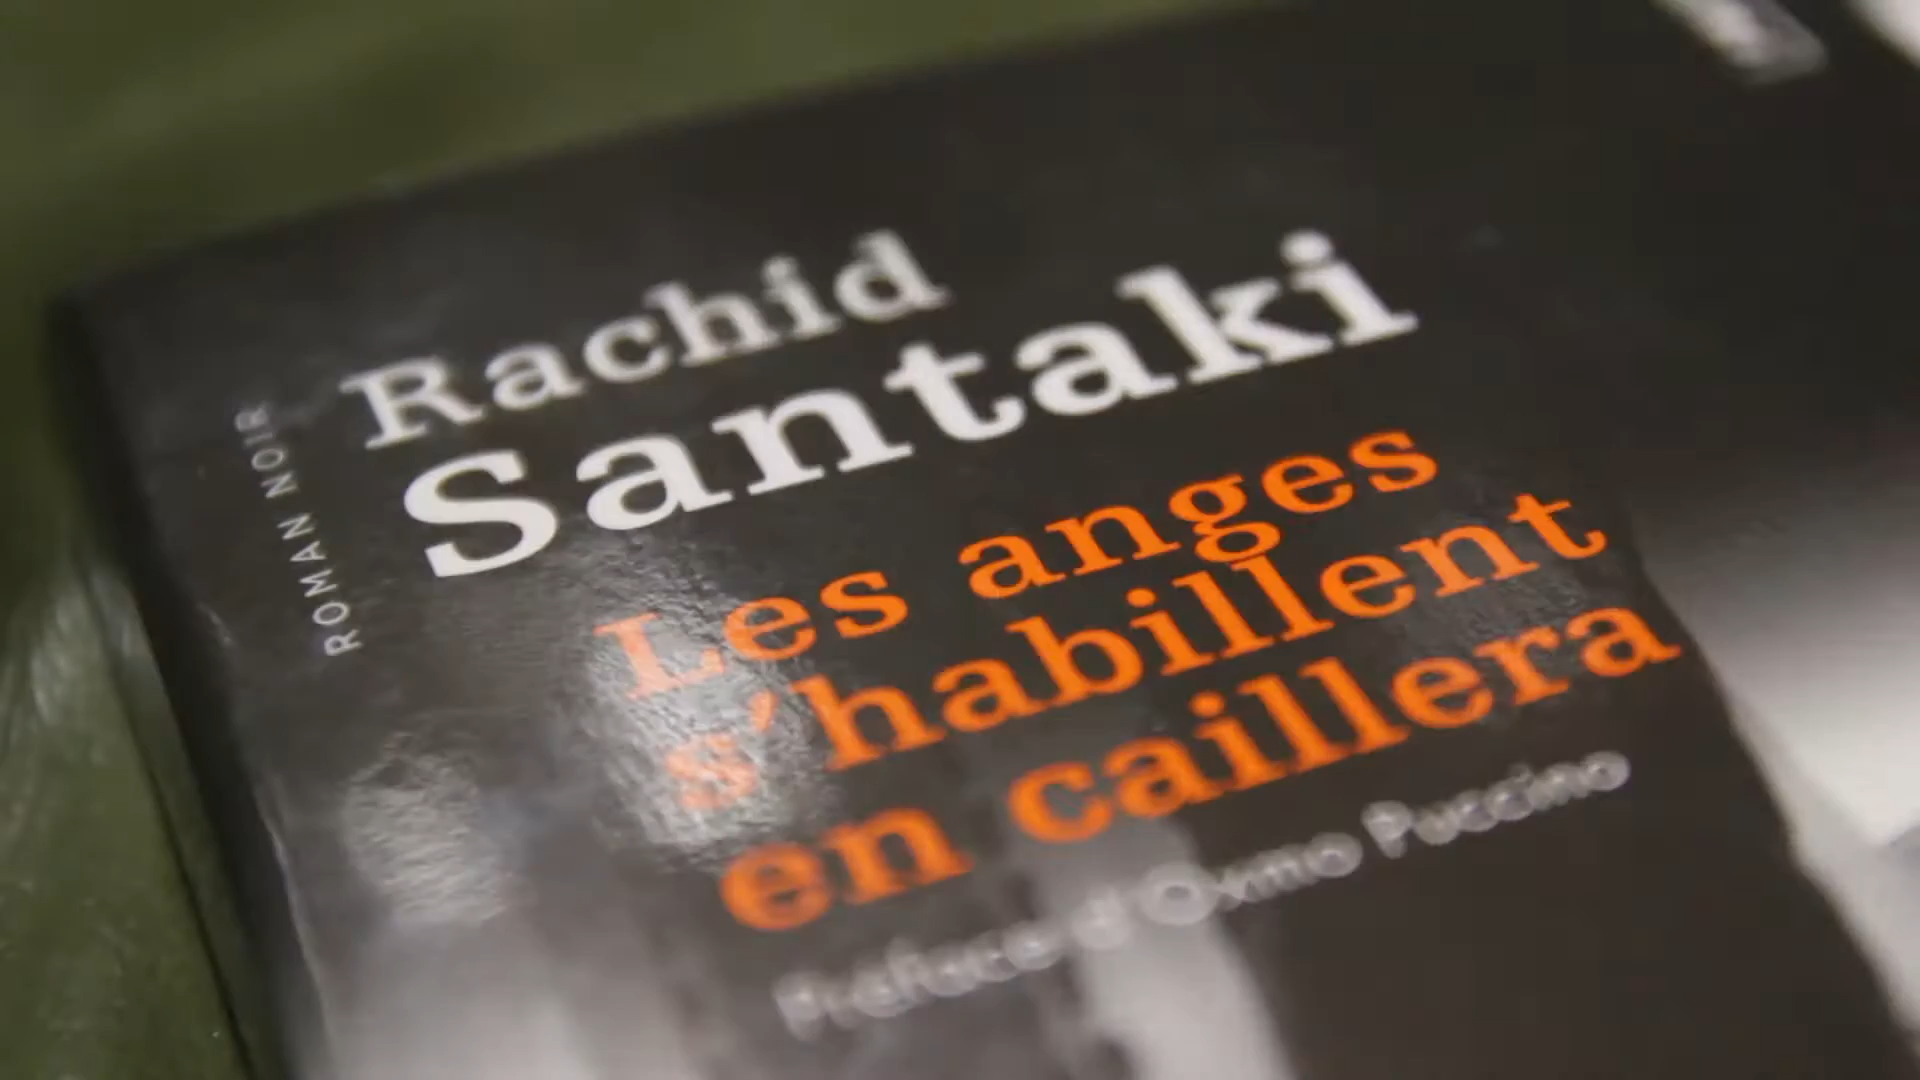 ROMAN NOIR
Rachid
Santaki
Les anges
s'habillent
en caillera
Préface d'Oxmo Puccino